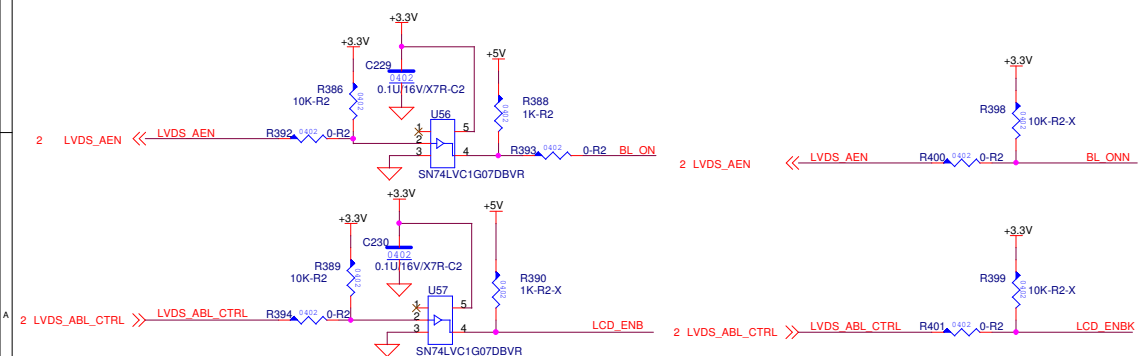 +3.3V
+3.3V
C229
0402
0.1U/16V/X7R-C2
+5V
R386
10K-R2
0402
U56
R388
1K-R2
0402
2 LVDS_AEN
LVDS_AEN
R392 0402 0-R2
1
2
3
5
4
R393 0402 0-R2
BL_ON
SN74LVC1G07DBVR
+3.3V
R398
10K-R2-X
0402
2 LVDS_AEN
LVDS_AEN
R400 0402 0-R2
BL_ONN
+3.3V
+3.3V
C230
0402
0.1U/16V/X7R-C2
+5V
R389
10K-R2
0402
U57
R390
1K-R2-X
0402
2 LVDS_ABL_CTRL
LVDS_ABL_CTRL
R394 0402 0-R2
1
2
3
5
4
LCD_ENB
SN74LVC1G07DBVR
+3.3V
R399
10K-R2-X
0402
2 LVDS_ABL_CTRL
LVDS_ABL_CTRL
R401 0402 0-R2
LCD_ENBK
A